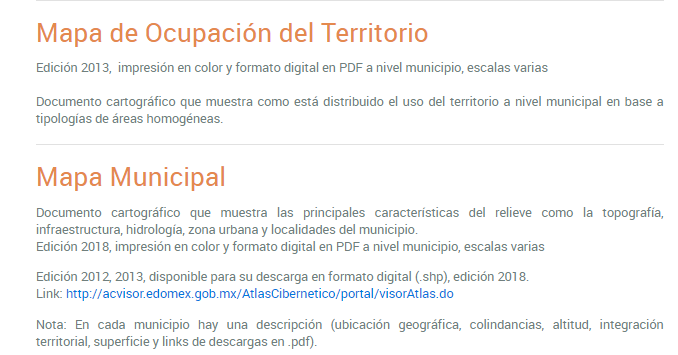 Mapa de Ocupación del Territorio
Edición 2013, impresión en color y formato digital en PDF a nivel municipio, escalas varias
Documento cartográfico que muestra como está distribuido el uso del territorio a nivel municipal en base a
tipologías de áreas homogéneas.
Mapa Municipal
Documento cartográfico que muestra las principales características del relieve como la topografía,
infraestructura, hidrología, zona urbana y localidades del municipio.
Edición 2018, impresión en color y formato digital en PDF a nivel municipio, escalas varias
Edición 2012, 2013, disponible para su descarga en formato digital (.shp), edición 2018.
Link: http://acvisor.edomex.gob.mx/AtlasCibernetico/portal/visorAtlas.do
Nota: En cada municipio hay una descripción (ubicación geográfica, colindancias, altitud, integración
territorial, superficie y links de descargas en .pdf).